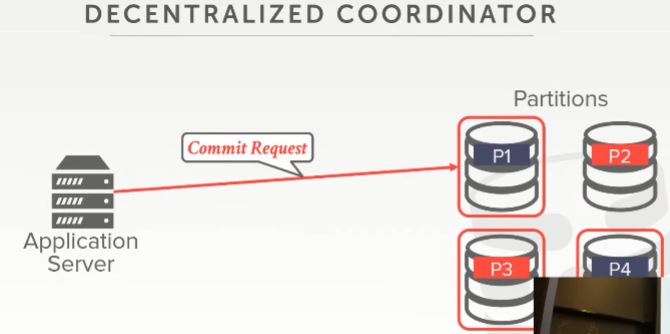 DECENTRALIZED COORDINATOR
Partitions
Commit Request
P1
P2
Application
Server
P3
P4